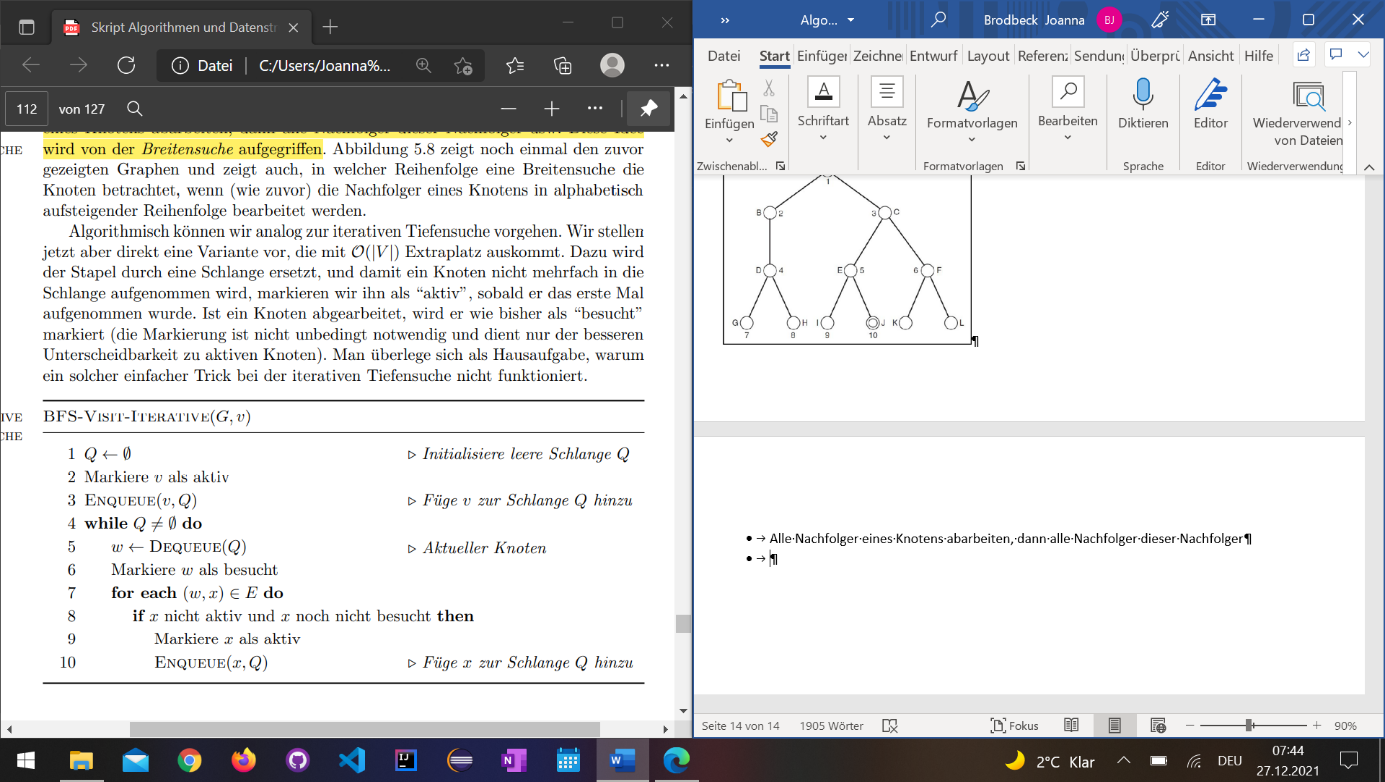 Skript Algorithmen und Datenstr
Datei
C:/Users/Joanna%...
112 von 127
CHE
wird von der Breitensuche aufgegriffen. Abbildung 5.8 zeigt noch einmal den zuvor
gezeigten Graphen und zeigt auch, in welcher Reihenfolge eine Breitensuche die
Knoten betrachtet, wenn (wie zuvor) die Nachfolger eines Knotens in alphabetisch
aufsteigender Reihenfolge bearbeitet werden.
Algorithmisch können wir analog zur iterativen Tiefensuche vorgehen. Wir stellen
jetzt aber direkt eine Variante vor, die mit O(|V|) Extraplatz auskommt. Dazu wird
der Stapel durch eine Schlange ersetzt, und damit ein Knoten nicht mehrfach in die
Schlange aufgenommen wird, markieren wir ihn als “aktiv”, sobald er das erste Mal
aufgenommen wurde. Ist ein Knoten abgearbeitet, wird er wie bisher als “besucht”
markiert (die Markierung ist nicht unbedingt notwendig und dient nur der besseren
Unterscheidbarkeit zu aktiven Knoten). Man überlege sich als Hausaufgabe, warum
ein solcher einfacher Trick bei der iterativen Tiefensuche nicht funktioniert.
IVE
CHE
BFS-VISIT-ITERATIVE(G, v)
1 Q ← ∅ ▷ Initialisiere leere Schlange Q
2 Markiere v als aktiv
3 ENQUEUE(v, Q) ▷ Füge v zur Schlange Q hinzu
4 while Q ≠ ∅ do
5 w ← DEQUEUE(Q) ▷ Aktueller Knoten
6 Markiere w als besucht
7 for each (w, x) ∈ E do
8 if x nicht aktiv und x noch nicht besucht then
9 Markiere x als aktiv
10 ENQUEUE(x, Q) ▷ Füge x zur Schlange Q hinzu
Algo... Brodbeck Joanna BJ
Datei Start Einfüger Zeichne Entwurf Layout Referenz Sendung Überprü Ansicht Hilfe
Einfügen Schriftart Absatz Formatvorlagen Bearbeiten Diktieren Editor Wiederverwend
von Dateien
Zwischenabl... Formatvorlagen Sprache Editor Wiederverwendung
1
B 2 3 C
D 4 E 5 6 F
G H I J K L
7 8 9 10
¶
• → Alle·Nachfolger·eines·Knotens·abarbeiten,·dann·alle·Nachfolger·dieser·Nachfolger¶
• → ¶
Seite 14 von 14 1905 Wörter Fokus 90%
2°C Klar DEU
07:44
27.12.2021